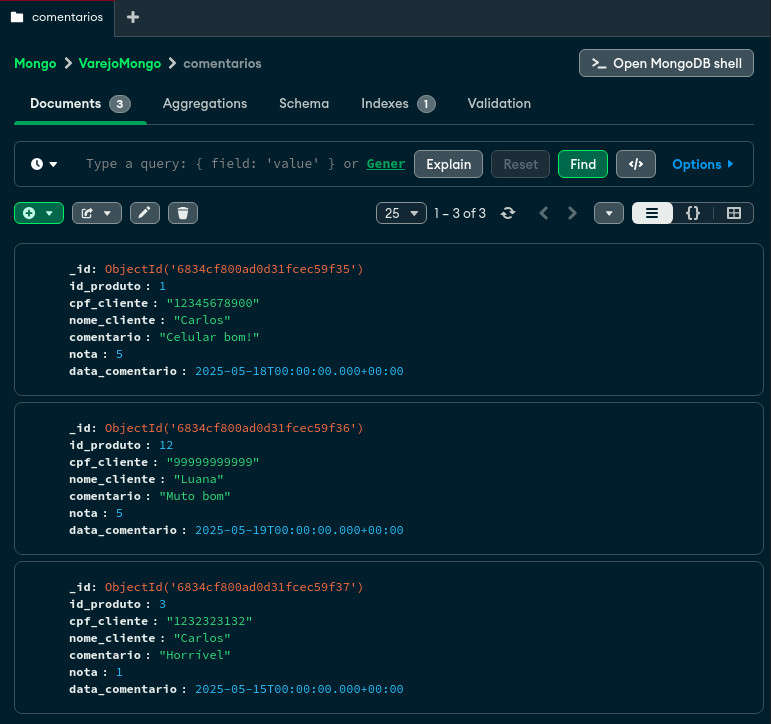 comentarios
Mongo > VarejoMongo > comentarios
>_ Open MongoDB shell
Documents 3 Aggregations Schema Indexes 1 Validation
Type a query: { field: 'value' } or Gener Explain Reset Find </> Options
25 1 – 3 of 3 {}
_id: ObjectId('6834cf800ad0d31fcec59f35')
id_produto : 1
cpf_cliente : "12345678900"
nome_cliente : "Carlos"
comentario : "Celular bom!"
nota : 5
data_comentario : 2025-05-18T00:00:00.000+00:00
_id: ObjectId('6834cf800ad0d31fcec59f36')
id_produto : 12
cpf_cliente : "99999999999"
nome_cliente : "Luana"
comentario : "Muto bom"
nota : 5
data_comentario : 2025-05-19T00:00:00.000+00:00
_id: ObjectId('6834cf800ad0d31fcec59f37')
id_produto : 3
cpf_cliente : "1232323132"
nome_cliente : "Carlos"
comentario : "Horrível"
nota : 1
data_comentario : 2025-05-15T00:00:00.000+00:00